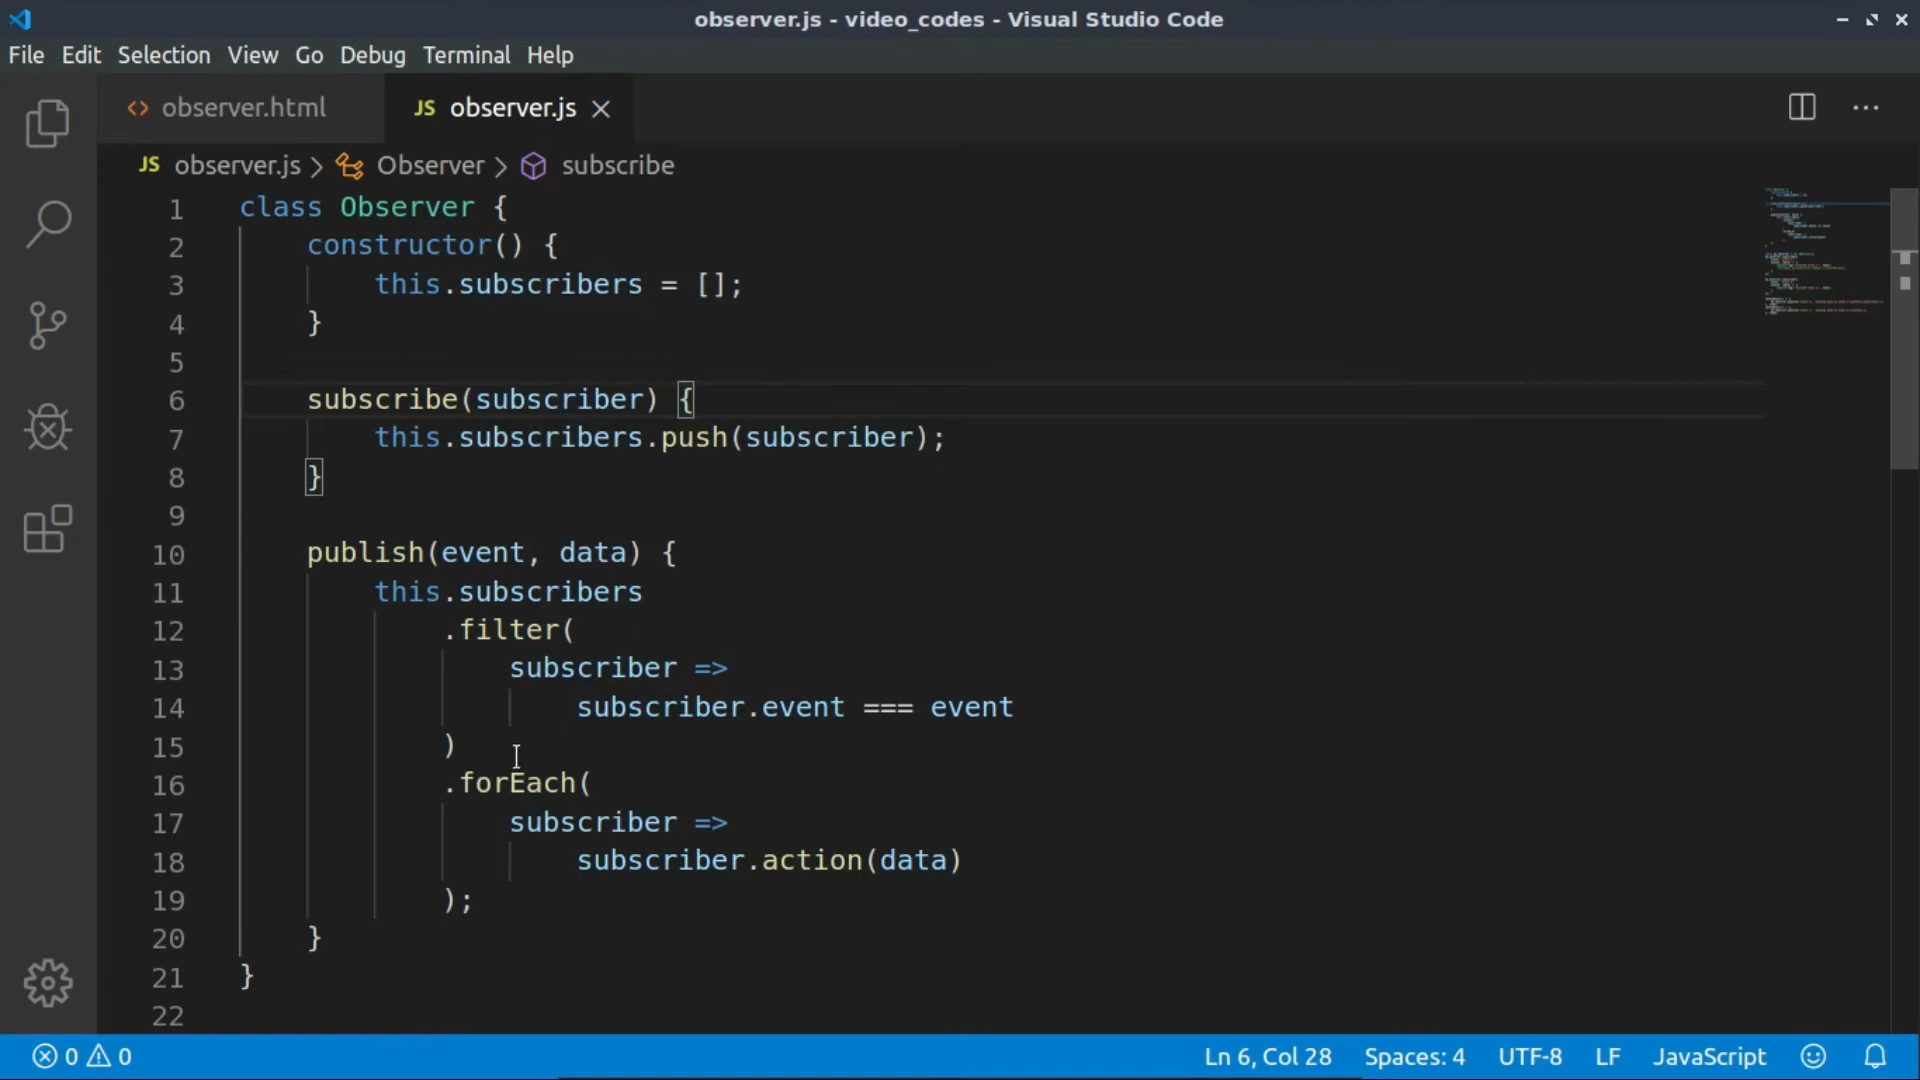 observer.js - video_codes - Visual Studio Code
File Edit Selection View Go Debug Terminal Help
<> observer.html JS observer.js
JS observer.js > Observer > subscribe
1 class Observer {
2 constructor() {
3 this.subscribers = [];
4 }
5
6 subscribe(subscriber) {
7 this.subscribers.push(subscriber);
8 }
9
10 publish(event, data) {
11 this.subscribers
12 .filter(
13 subscriber =>
14 subscriber.event === event
15 )
16 .forEach(
17 subscriber =>
18 subscriber.action(data)
19 );
20 }
21 }
22
0 0 Ln 6, Col 28 Spaces: 4 UTF-8 LF JavaScript